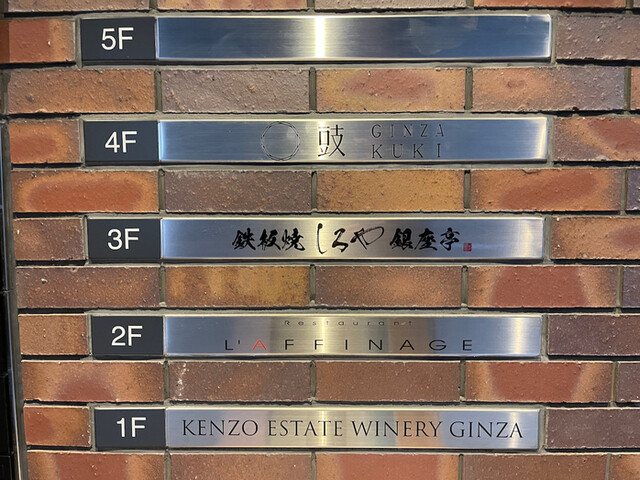 5F
4F 豉 GINZA
KUKI
3F 鉄板焼 しろや 銀座亭
Restaurant
2F L'AFFINAGE
1F KENZO ESTATE WINERY GINZA